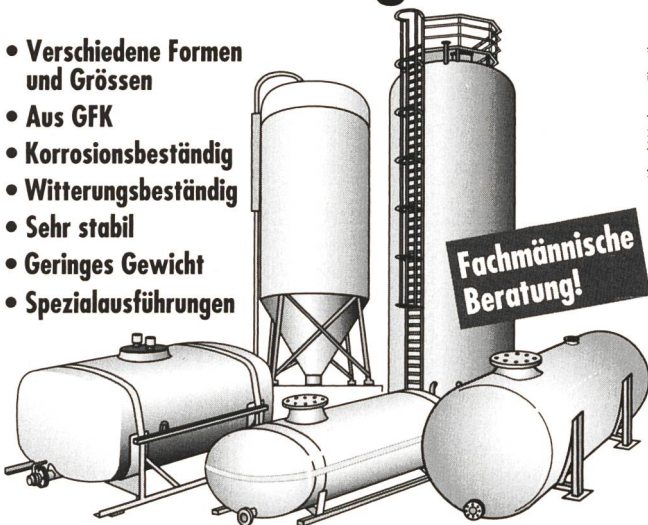 • Verschiedene Formen
und Grössen
• Aus GFK
• Korrosionsbeständig
• Witterungsbeständig
• Sehr stabil
• Geringes Gewicht
• Spezialausführungen
Fachmännische
Beratung!